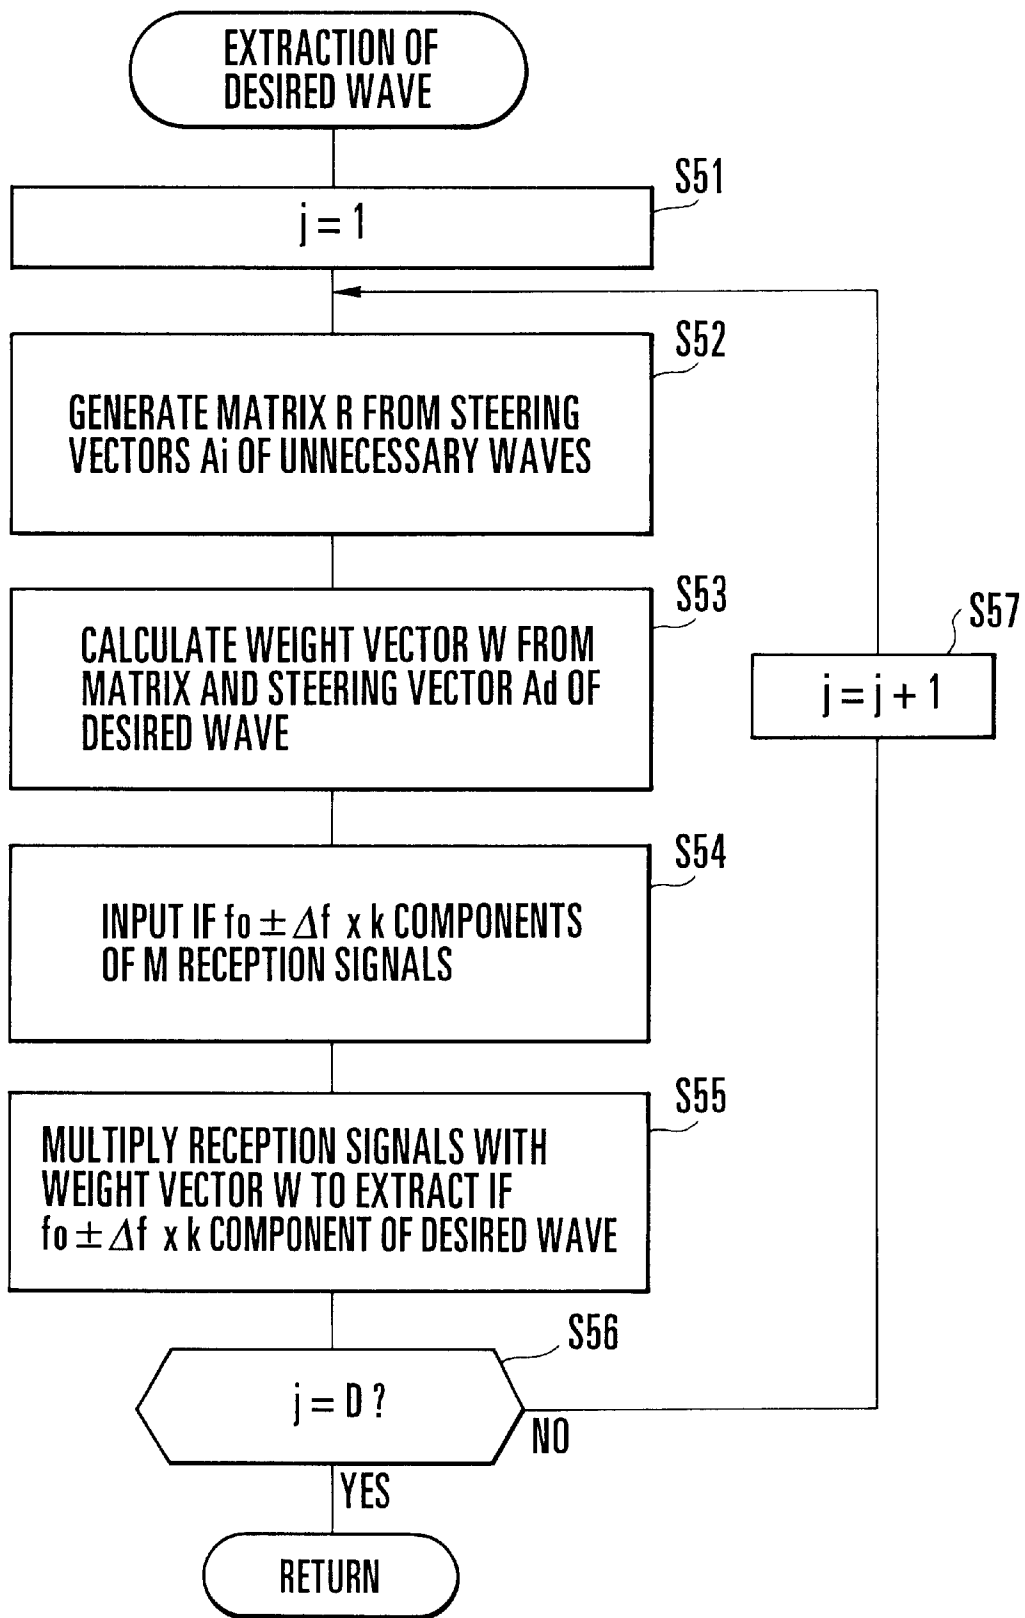 EXTRACTION OF
DESIRED WAVE
S51
j = 1
S52
GENERATE MATRIX R FROM STEERING
VECTORS Ai OF UNNECESSARY WAVES
S53
CALCULATE WEIGHT VECTOR W FROM
MATRIX AND STEERING VECTOR Ad OF
DESIRED WAVE
S57
j = j + 1
S54
INPUT IF fo ± Δf x k COMPONENTS
OF M RECEPTION SIGNALS
S55
MULTIPLY RECEPTION SIGNALS WITH
WEIGHT VECTOR W TO EXTRACT IF
fo ± Δf x k COMPONENT OF DESIRED WAVE
S56
j = D ?
NO
YES
RETURN